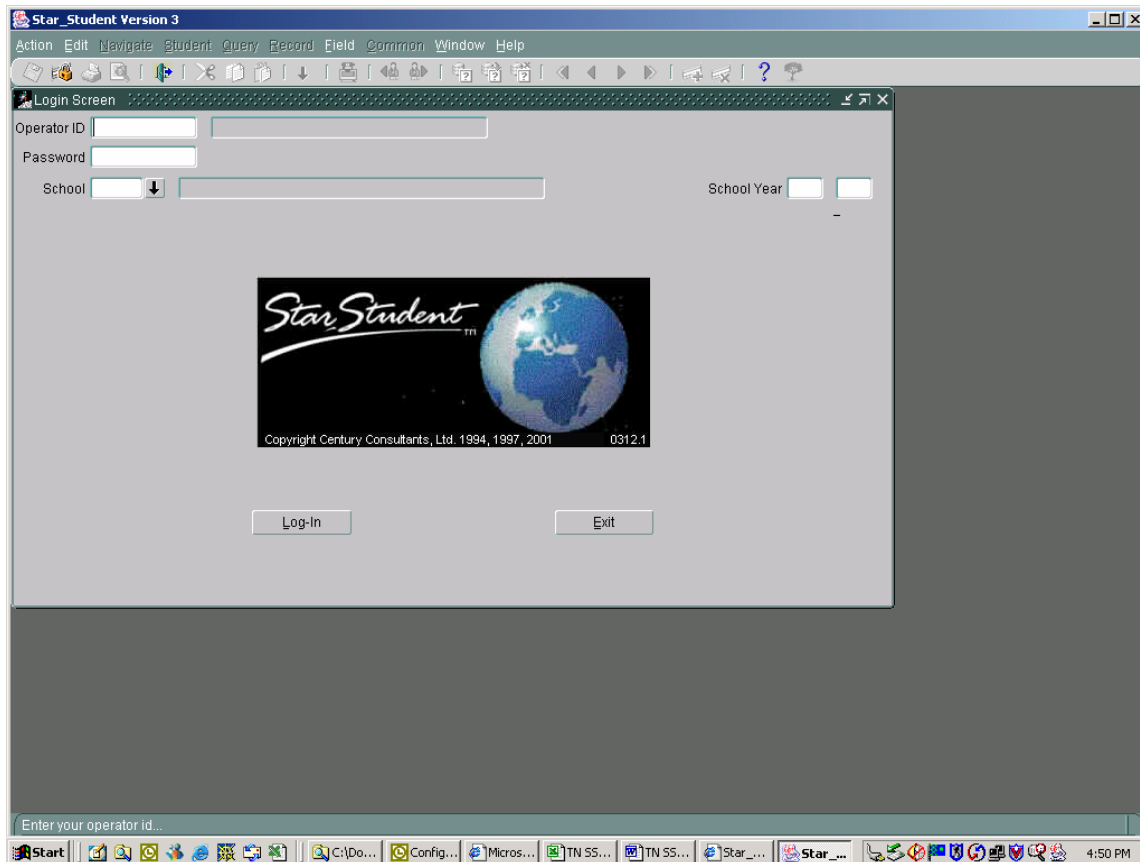 Star_Student Version 3
Action Edit Navigate Student Query Record Field Common Window Help
Login Screen
Operator ID
Password
School
School Year
–
Star_Student TM
Copyright Century Consultants, Ltd. 1994, 1997, 2001 0312.1
Log-In Exit
Enter your operator id...
Start C:\Do... Config... Micros... TN SS... TN SS... Star_... Star_... 4:50 PM